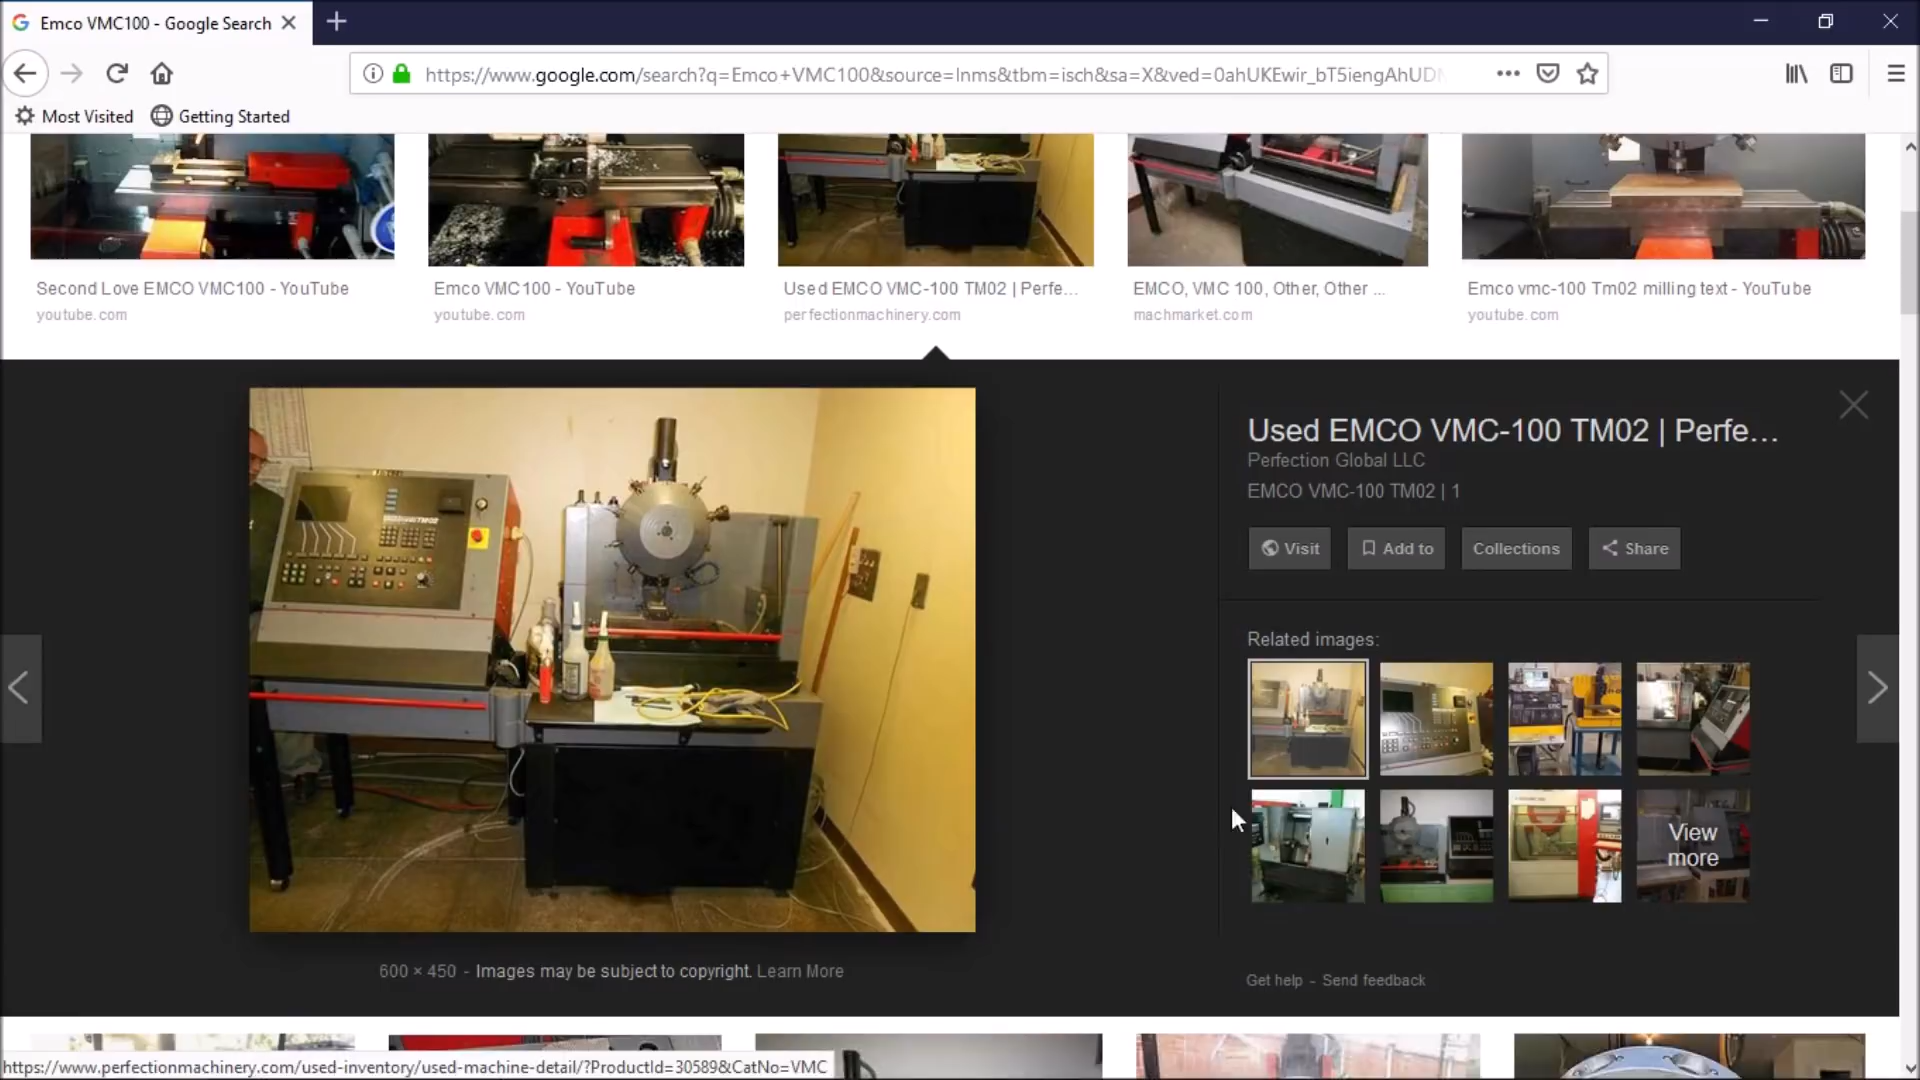 Emco VMC100 - Google Search
https://www.google.com/search?q=Emco+VMC100&source=lnms&tbm=isch&sa=X&ved=0ahUKEwir_bT5iengAhUD
Most Visited
Getting Started
Second Love EMCO VMC100 - YouTube
youtube.com
Emco VMC100 - YouTube
youtube.com
Used EMCO VMC-100 TM02 | Perfe...
perfectionmachinery.com
EMCO, VMC 100, Other, Other ...
machmarket.com
Emco vmc-100 Tm02 milling text - YouTube
youtube.com
Used EMCO VMC-100 TM02 | Perfe...
Perfection Global LLC
EMCO VMC-100 TM02 | 1
Visit
Add to
Collections
Share
Related images:
View
more
600 × 450 - Images may be subject to copyright. Learn More
Get help - Send feedback
https://www.perfectionmachinery.com/used-inventory/used-machine-detail/?ProductId=30589&CatNo=VMC